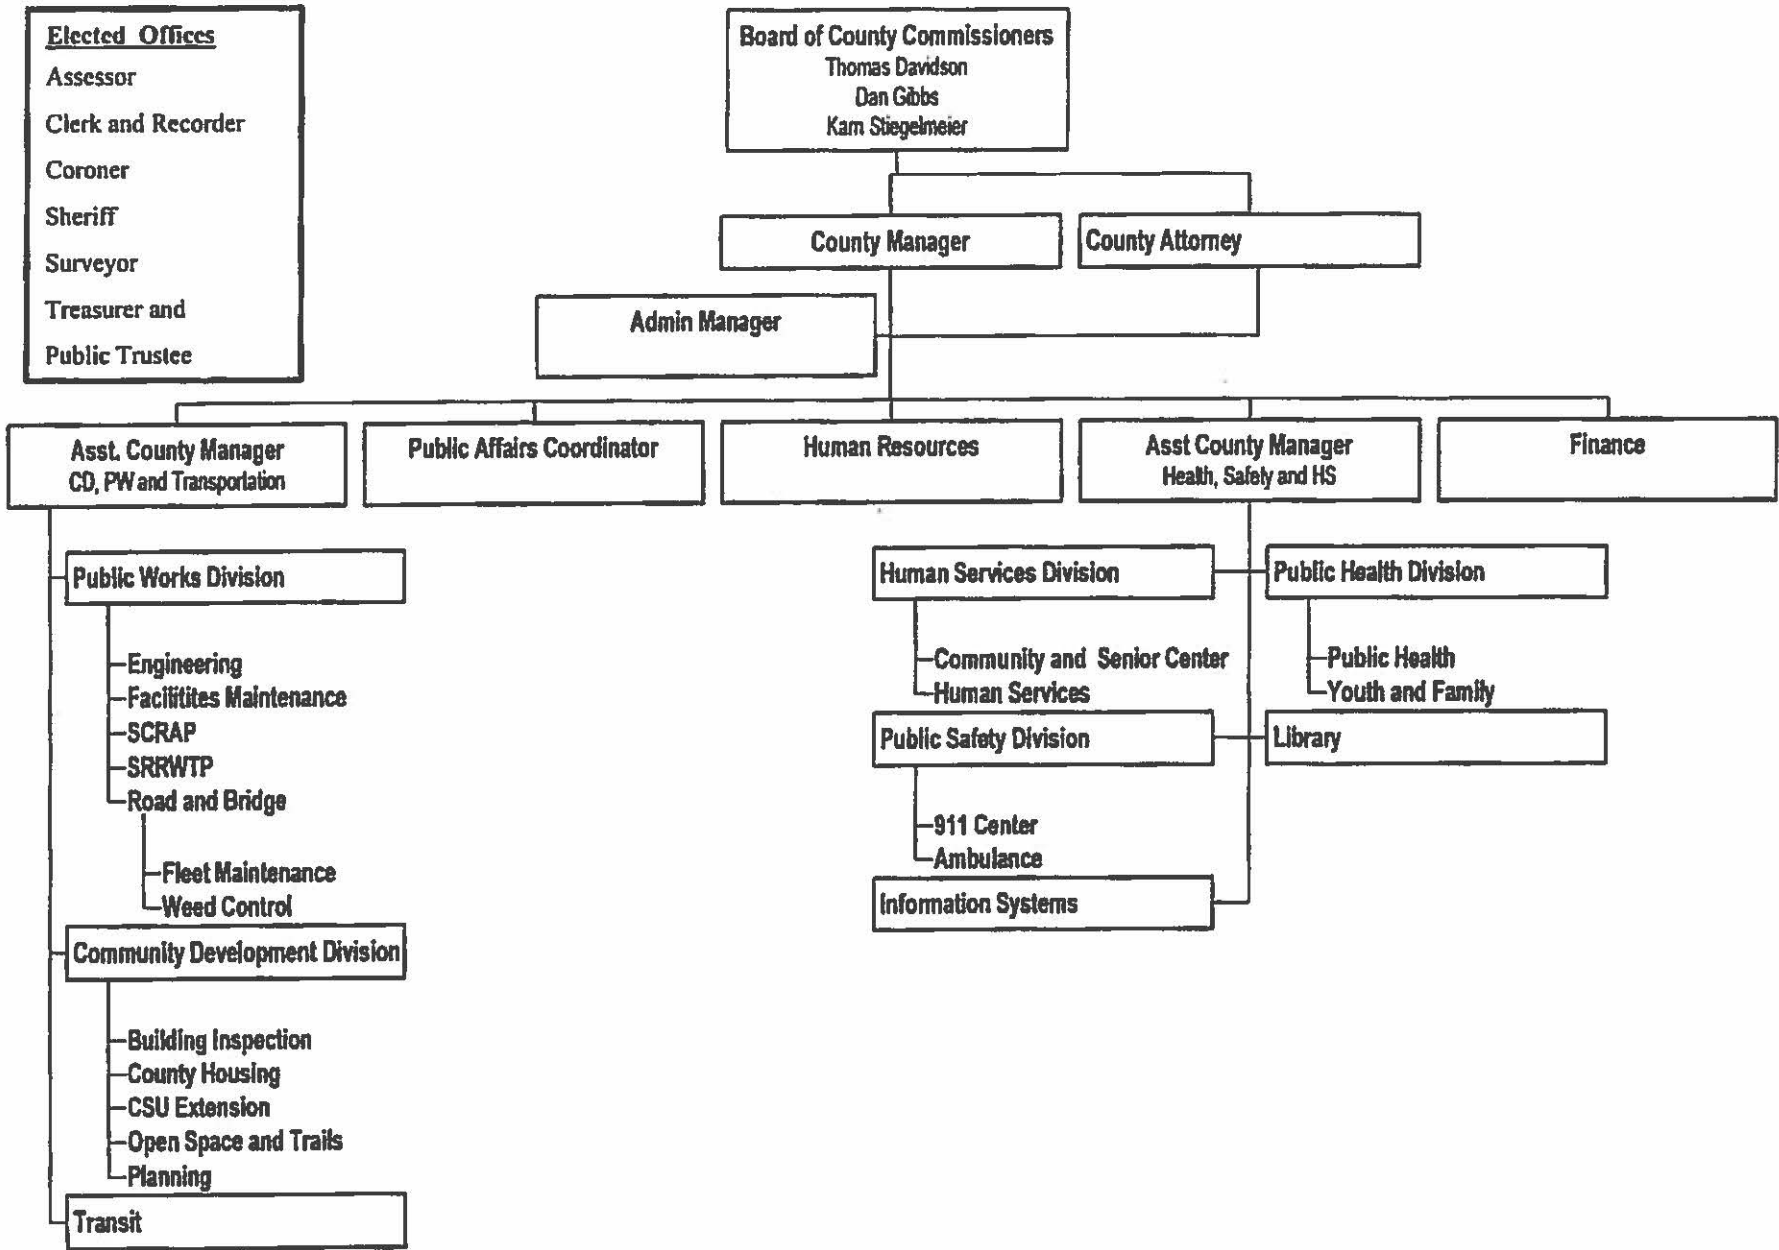 Elected Offices
Assessor
Clerk and Recorder
Coroner
Sheriff
Surveyor
Treasurer and
Public Trustee
Board of County Commissioners
Thomas Davidson
Dan Gibbs
Karn Stiegelmeier
County Manager
County Attorney
Admin Manager
Asst. County Manager
CD, PW and Transportation
Public Affairs Coordinator
Human Resources
Asst County Manager
Health, Safety and HS
Finance
Public Works Division
Engineering
Facilitites Maintenance
SCRAP
SRRWTP
Road and Bridge
Fleet Maintenance
Weed Control
Community Development Division
Building Inspection
County Housing
CSU Extension
Open Space and Trails
Planning
Transit
Human Services Division
Community and Senior Center
Human Services
Public Safety Division
911 Center
Ambulance
Information Systems
Public Health Division
Public Health
Youth and Family
Library